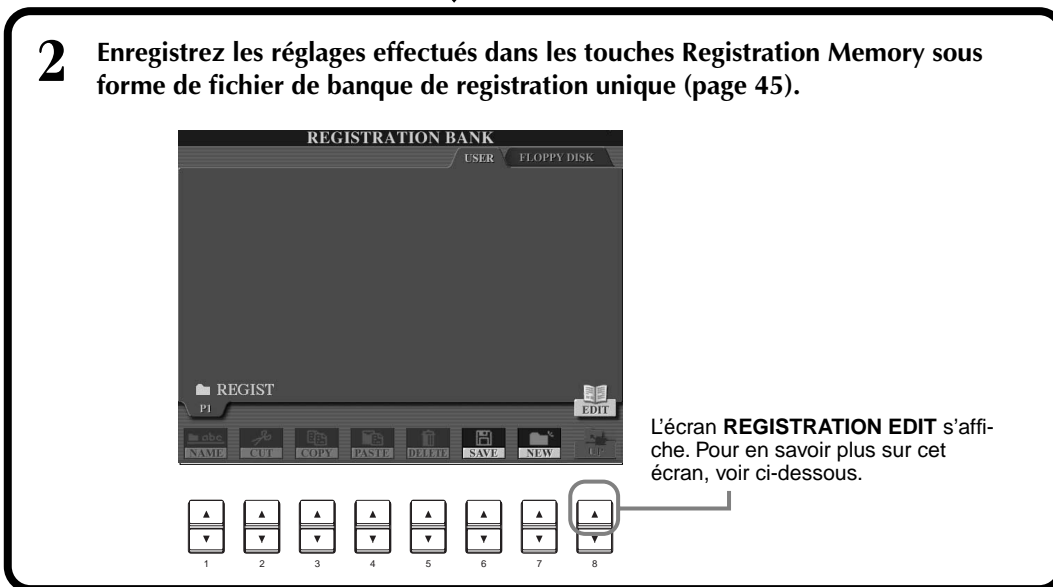 2 Enregistrez les réglages effectués dans les touches Registration Memory sous
forme de fichier de banque de registration unique (page 45).
REGISTRATION BANK
USER FLOPPY DISK
REGIST
P1
EDIT
abc
NAME CUT COPY PASTE DELETE SAVE NEW UP
L'écran REGISTRATION EDIT s'affi-
che. Pour en savoir plus sur cet
écran, voir ci-dessous.
1 2 3 4 5 6 7 8